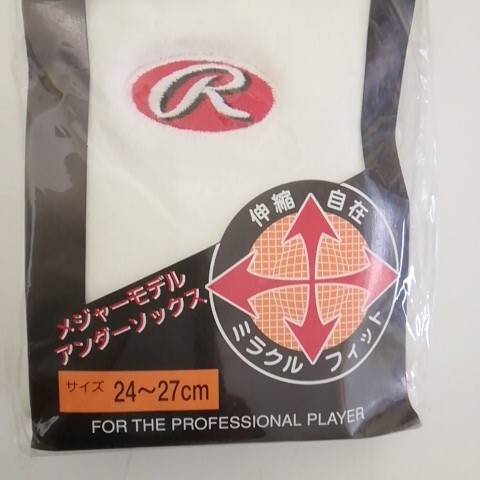 R
伸縮 自在
ミラクル フィット
メジャーモデル
アンダーソックス
サイズ 24～27cm
FOR THE PROFESSIONAL PLAYER